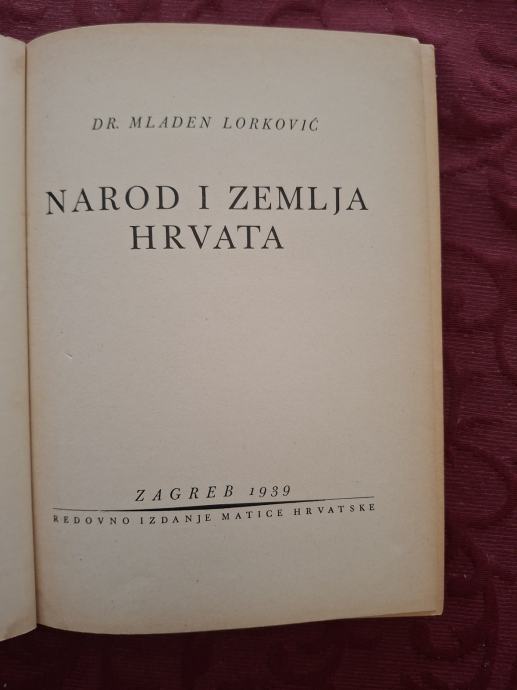 DR. MLADEN LORKOVIĆ
NAROD I ZEMLJA
HRVATA
ZAGREB 1939
REDOVNO IZDANJE MATICE HRVATSKE